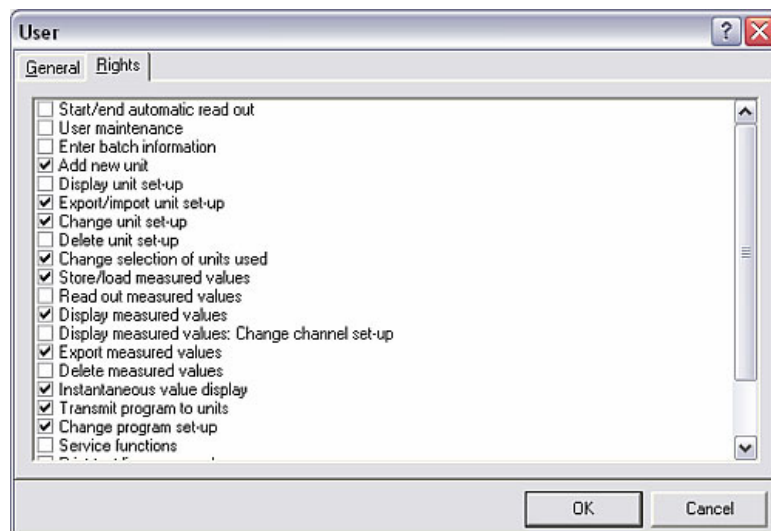 User
General Rights
Start/end automatic read out
User maintenance
Enter batch information
Add new unit
Display unit set-up
Export/import unit set-up
Change unit set-up
Delete unit set-up
Change selection of units used
Store/load measured values
Read out measured values
Display measured values
Display measured values: Change channel set-up
Export measured values
Delete measured values
Instantaneous value display
Transmit program to units
Change program set-up
Service functions
OK Cancel